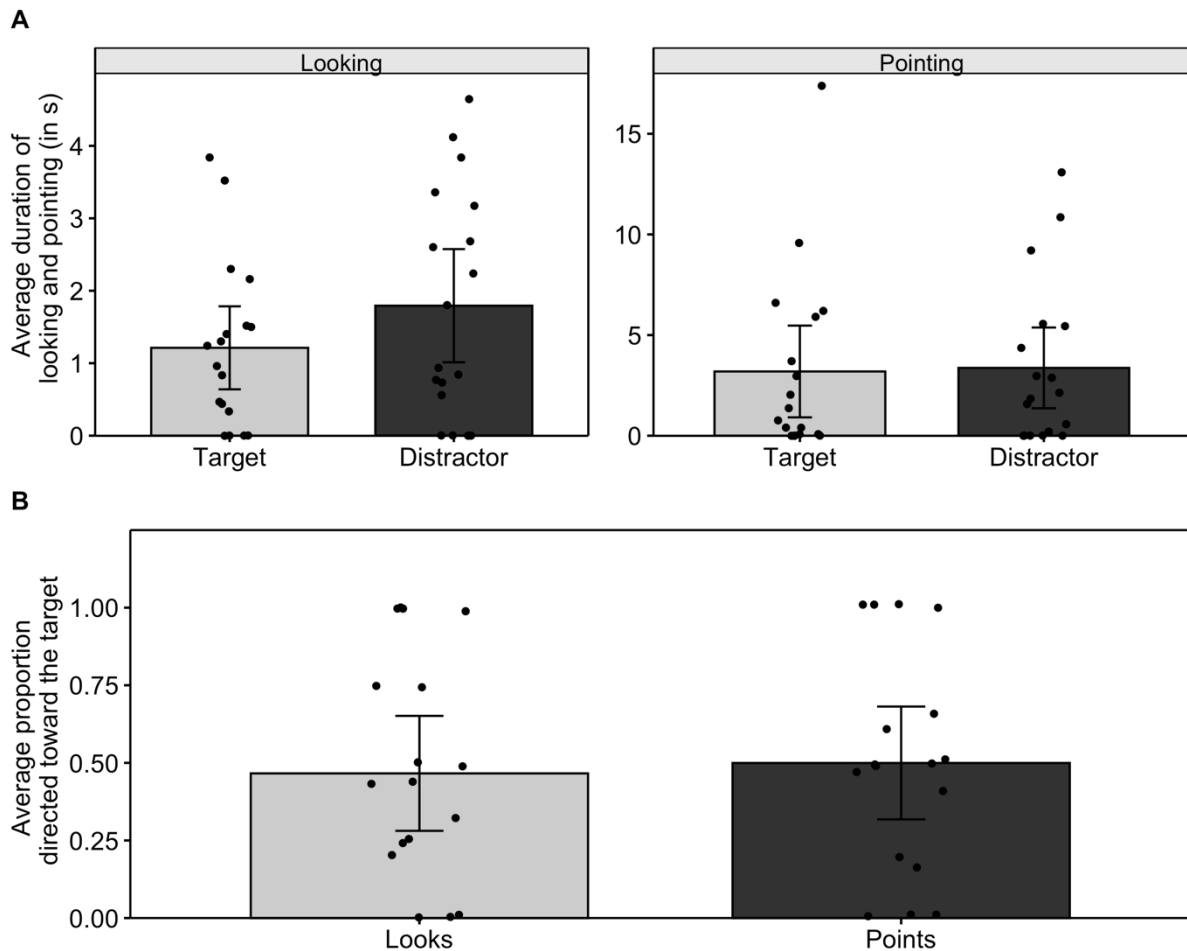 A
Looking
Pointing
Average duration of
looking and pointing (in s)
4
3
2
1
0
15
10
5
0
Target
Distractor
Target
Distractor
B
Average proportion
directed toward the target
1.00
0.75
0.50
0.25
0.00
Looks
Points